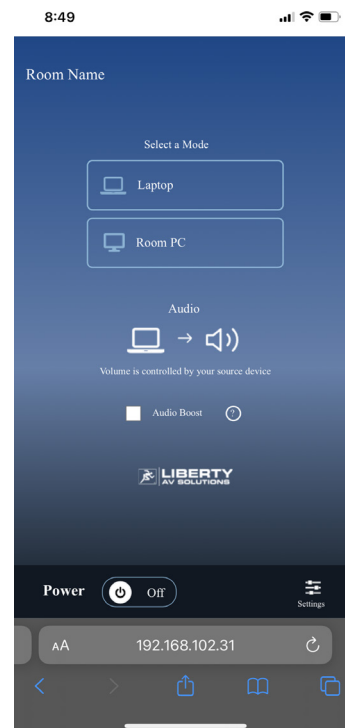 8:49
Room Name
Select a Mode
Laptop
Room PC
Audio
Volume is controlled by your source device
Audio Boost ?
LIBERTY
AV SOLUTIONS
Power Off
Settings
AA 192.168.102.31